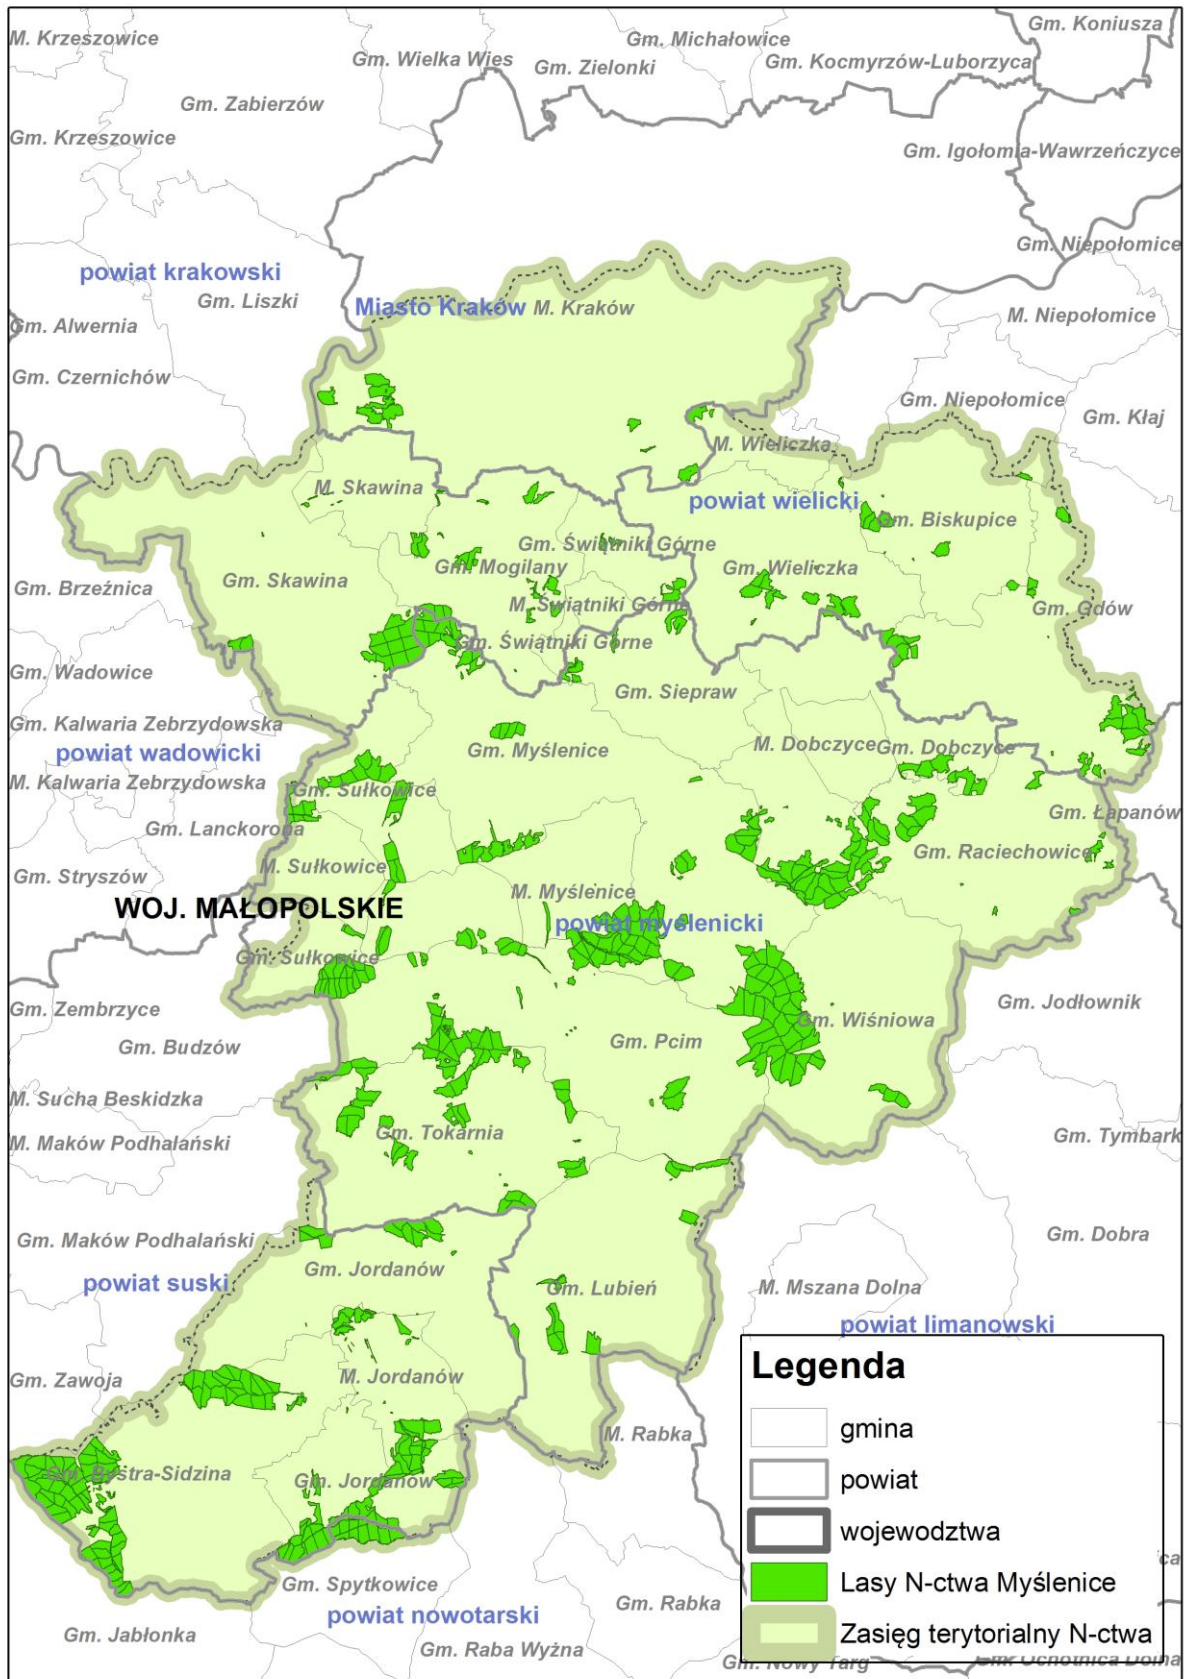 Gm. Koniusza
M. Krzeszowice
Gm. Michałowice
Gm. Wielka Wies
Gm. Zielonki
Gm. Kocmyrzów-Luborzyca
Gm. Zabierzów
Gm. Krzeszowice
Gm. Igołomia-Wawrzeńczyce
Gm. Niepołomice
powiat krakowski
Gm. Liszki
Miasto Kraków
M. Kraków
M. Niepołomice
Gm. Alwernia
Gm. Czernichów
Gm. Niepołomice
Gm. Kłaj
M. Wieliczka
M. Skawina
powiat wielicki
Gm. Biskupice
Gm. Świątniki Górne
Gm. Mogilany
Gm. Wieliczka
Gm. Skawina
Gm. Brzeźnica
M. Świątniki Górne
Gm. Gdów
Gm. Świątniki Górne
Gm. Wadowice
Gm. Siepraw
Gm. Kalwaria Zebrzydowska
powiat wadowicki
Gm. Myślenice
M. Dobczyce
Gm. Dobczyce
M. Kalwaria Zebrzydowska
Gm. Sułkowice
Gm. Łapanów
Gm. Lanckorona
Gm. Raciechowice
M. Sułkowice
Gm. Stryszów
M. Myślenice
WOJ. MAŁOPOLSKIE
powiat myślenicki
Gm. Sułkowice
Gm. Zembrzyce
Gm. Jodłownik
Gm. Wiśniowa
Gm. Budzów
Gm. Pcim
M. Sucha Beskidzka
Gm. Tokarnia
M. Maków Podhalański
Gm. Tymbark
Gm. Maków Podhalański
Gm. Dobra
Gm. Jordanów
powiat suski
Gm. Lubień
M. Mszana Dolna
powiat limanowski
Gm. Zawoja
M. Jordanów
M. Rabka
Gm. Bystra-Sidzina
Gm. Jordanów
Gm. Spytkowice
powiat nowotarski
Gm. Rabka
Gm. Jabłonka
Gm. Raba Wyżna
Gm. Nowy Targ
Gm. Ochotnica Dolna
Legenda
gmina
powiat
wojewodztwa
Lasy N-ctwa Myślenice
Zasięg terytorialny N-ctwa